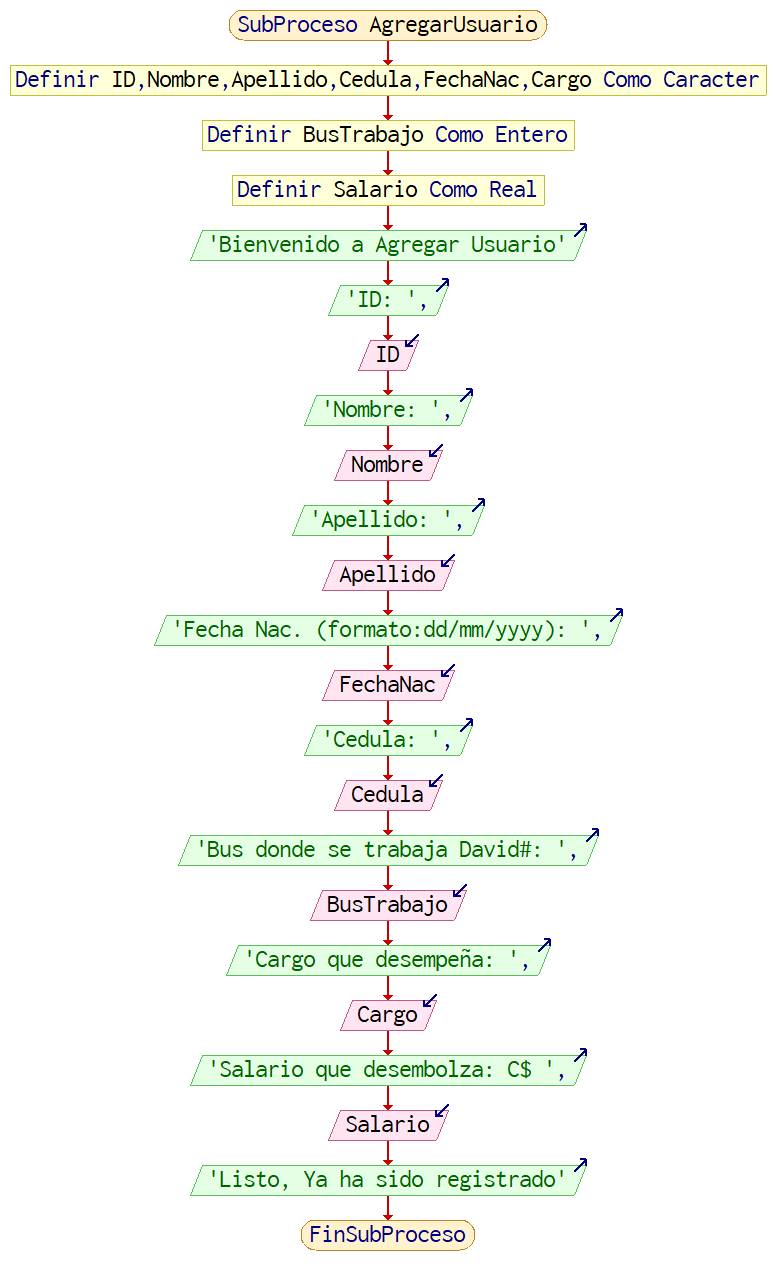 SubProceso AgregarUsuario
Definir ID,Nombre,Apellido,Cedula,FechaNac,Cargo Como Caracter
Definir BusTrabajo Como Entero
Definir Salario Como Real
'Bienvenido a Agregar Usuario'
'ID: ',
ID
'Nombre: ',
Nombre
'Apellido: ',
Apellido
'Fecha Nac. (formato:dd/mm/yyyy): ',
FechaNac
'Cedula: ',
Cedula
'Bus donde se trabaja David#: ',
BusTrabajo
'Cargo que desempeña: ',
Cargo
'Salario que desembolza: C$ ',
Salario
'Listo, Ya ha sido registrado'
FinSubProceso